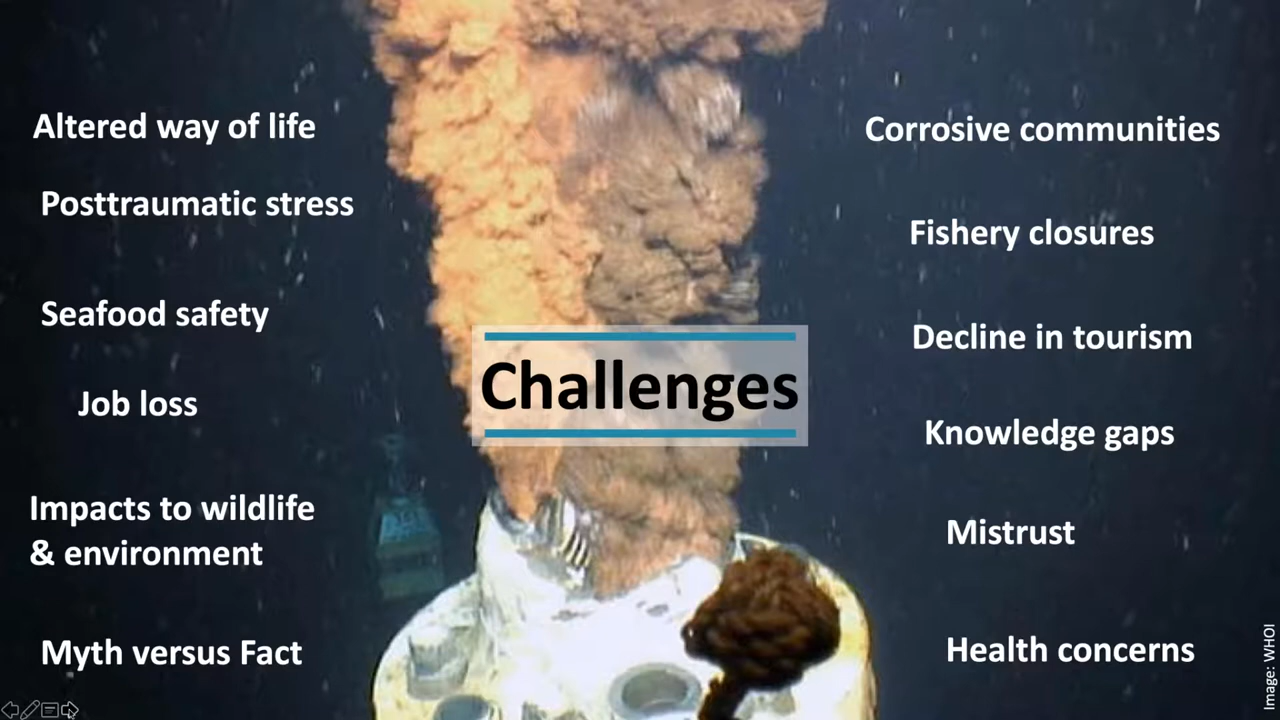 Altered way of life
Posttraumatic stress
Seafood safety
Job loss
Impacts to wildlife
& environment
Myth versus Fact
Challenges
Corrosive communities
Fishery closures
Decline in tourism
Knowledge gaps
Mistrust
Health concerns
Image: WHOI